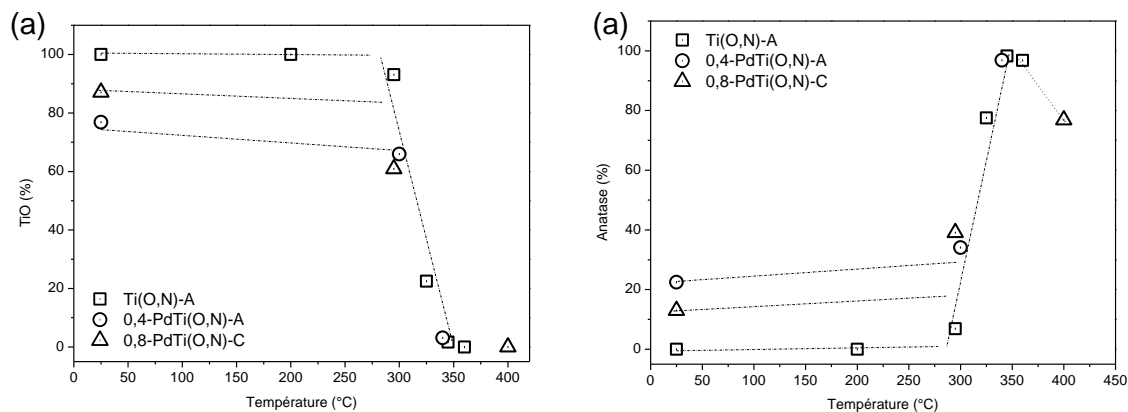 (a)
100
80
60
40
20
0
TiO (%)
Ti(O,N)-A
0,4-PdTi(O,N)-A
0,8-PdTi(O,N)-C
0 50 100 150 200 250 300 350 400
Température (°C)
(a)
100
80
60
40
20
0
Anatase (%)
Ti(O,N)-A
0,4-PdTi(O,N)-A
0,8-PdTi(O,N)-C
0 50 100 150 200 250 300 350 400 450
Température (°C)